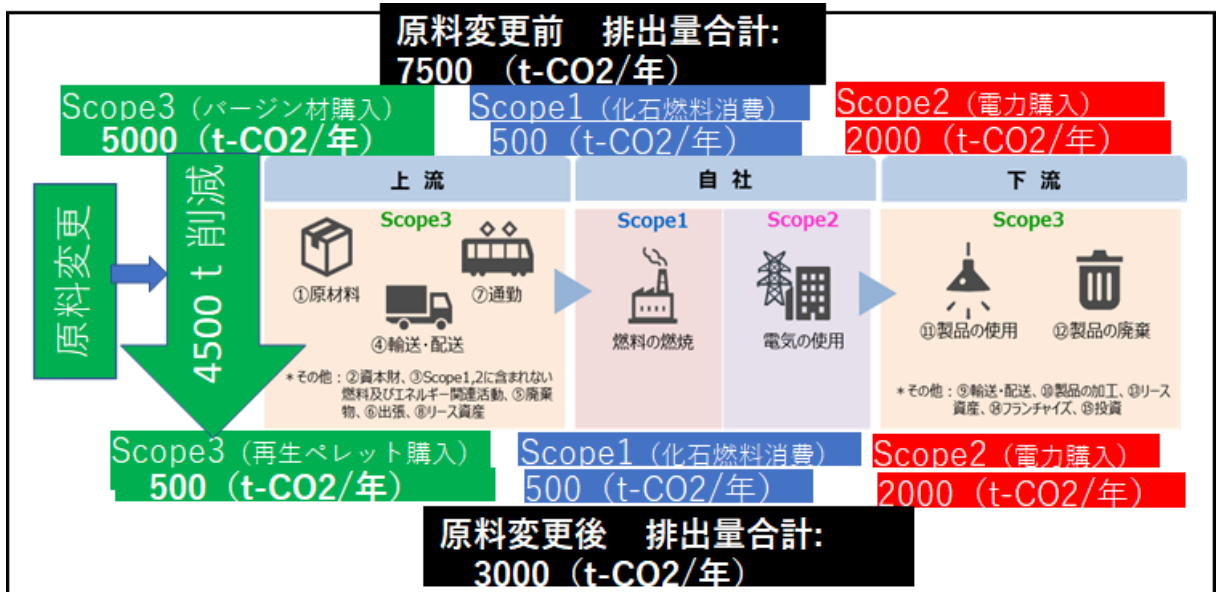 原料変更前　排出量合計:
7500 （t-CO2/年）
Scope3（バージン材購入）
5000（t-CO2/年）
Scope1（化石燃料消費）
500（t-CO2/年）
Scope2（電力購入）
2000（t-CO2/年）
原料変更
4500 t 削減
上 流
自 社
下 流
Scope3
①原材料
⑦通勤
④輸送・配送
＊その他：②資本財、③Scope1,2に含まれない
燃料及びエネルギー関連活動、⑤廃棄
物、⑥出張、⑧リース資産
Scope1
燃料の燃焼
Scope2
電気の使用
Scope3
⑪製品の使用
⑫製品の廃棄
＊その他：⑨輸送・配送、⑩製品の加工、⑬リース
資産、⑭フランチャイズ、⑮投資
Scope3（再生ペレット購入）
500（t-CO2/年）
Scope1（化石燃料消費）
500（t-CO2/年）
Scope2（電力購入）
2000（t-CO2/年）
原料変更後　排出量合計:
3000（t-CO2/年）